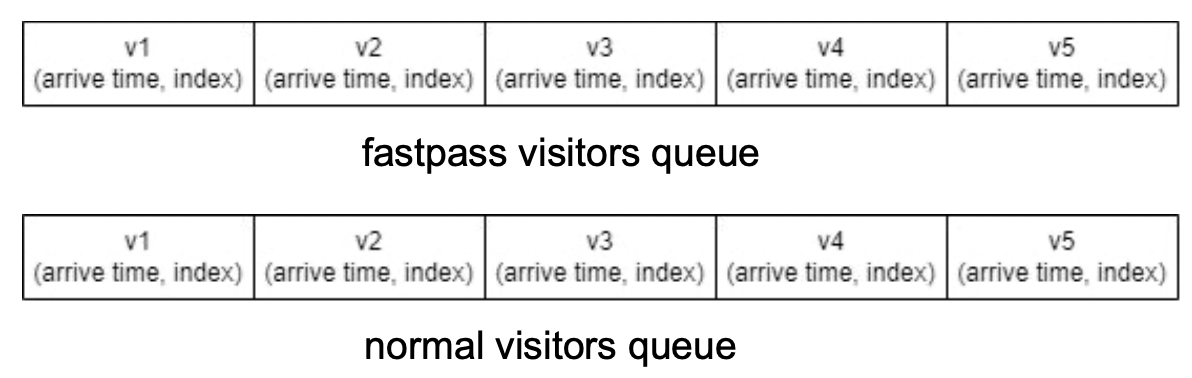 v1 v2 v3 v4 v5
(arrive time, index) (arrive time, index) (arrive time, index) (arrive time, index) (arrive time, index)
fastpass visitors queue
v1 v2 v3 v4 v5
(arrive time, index) (arrive time, index) (arrive time, index) (arrive time, index) (arrive time, index)
normal visitors queue